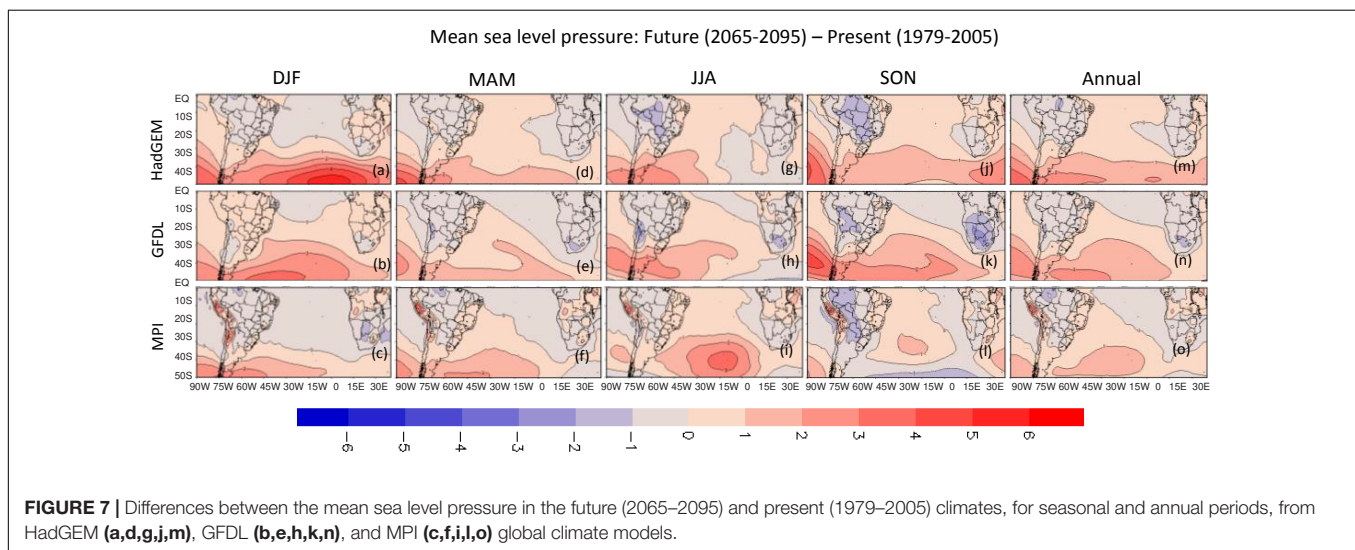 Mean sea level pressure: Future (2065-2095) – Present (1979-2005)
DJF MAM JJA SON Annual
HadGEM
EQ
10S
20S
30S
40S
(a) (d) (g) (j) (m)
GFDL
EQ
10S
20S
30S
40S
(b) (e) (h) (k) (n)
MPI
EQ
10S
20S
30S
40S
50S
(c) (f) (i) (l) (o)
90W 75W 60W 45W 30W 15W 0 15E 30E 90W 75W 60W 45W 30W 15W 0 15E 30E 90W 75W 60W 45W 30W 15W 0 15E 30E 90W 75W 60W 45W 30W 15W 0 15E 30E 90W 75W 60W 45W 30W 15W 0 15E 30E
−6 −5 −4 −3 −2 −1 0 1 2 3 4 5 6
FIGURE 7 | Differences between the mean sea level pressure in the future (2065–2095) and present (1979–2005) climates, for seasonal and annual periods, from
HadGEM (a,d,g,j,m), GFDL (b,e,h,k,n), and MPI (c,f,i,l,o) global climate models.